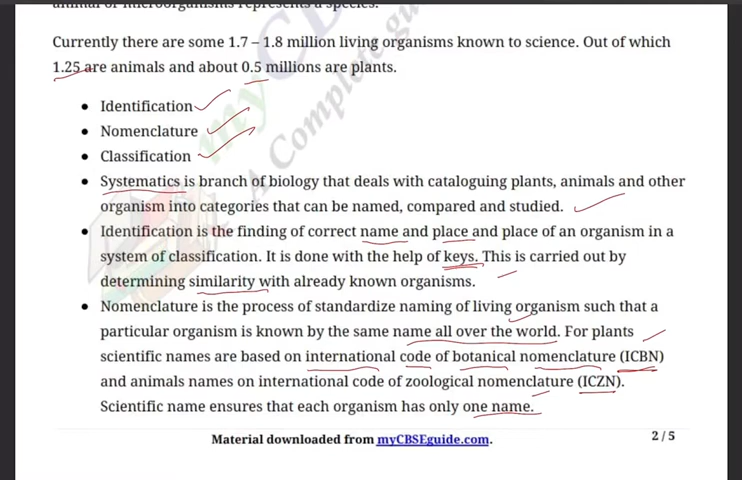 animal or microorganisms represents a species.
Currently there are some 1.7 – 1.8 million living organisms known to science. Out of which
1.25 are animals and about 0.5 millions are plants.
• Identification
• Nomenclature
• Classification
• Systematics is branch of biology that deals with cataloguing plants, animals and other
organism into categories that can be named, compared and studied.
• Identification is the finding of correct name and place and place of an organism in a
system of classification. It is done with the help of keys. This is carried out by
determining similarity with already known organisms.
• Nomenclature is the process of standardize naming of living organism such that a
particular organism is known by the same name all over the world. For plants
scientific names are based on international code of botanical nomenclature (ICBN)
and animals names on international code of zoological nomenclature (ICZN).
Scientific name ensures that each organism has only one name.
Material downloaded from myCBSEguide.com.
2 / 5